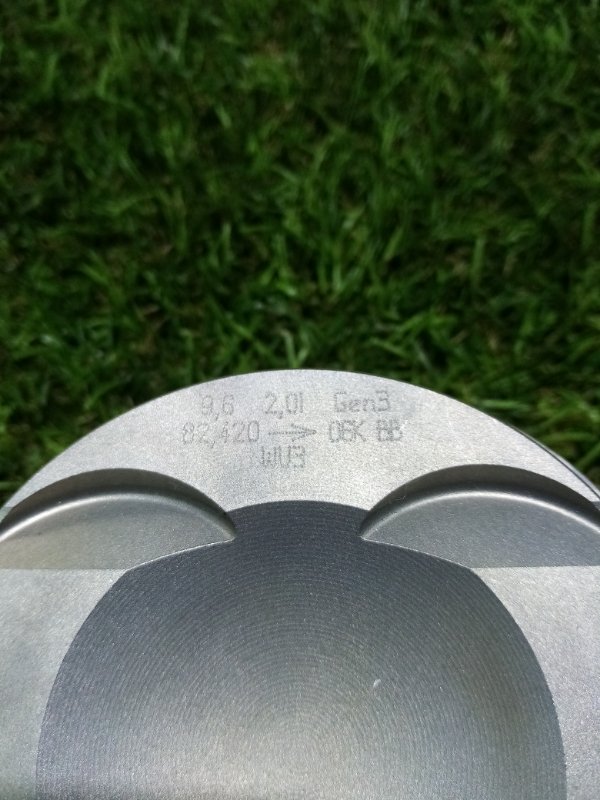 9,6 2,0l Gen3
82,420 → 06K BB
WU3